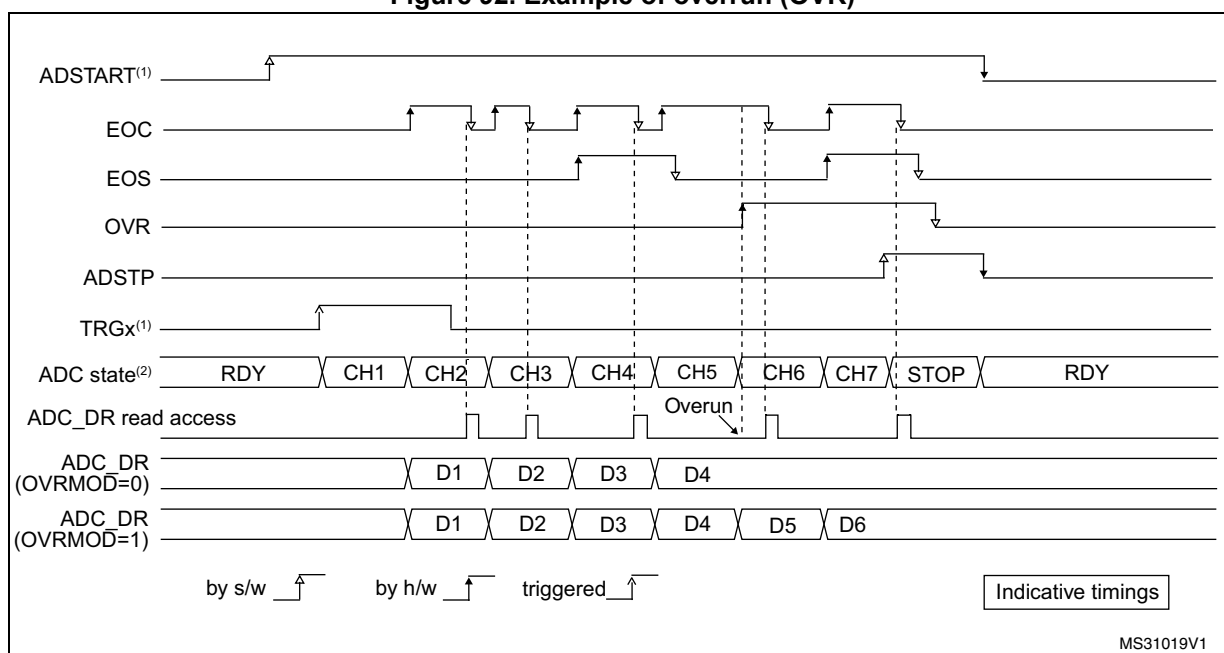 Figure 92. Example of overrun (OVR)
ADSTART(1)
EOC
EOS
OVR
ADSTP
TRGx(1)
ADC state(2) RDY CH1 CH2 CH3 CH4 CH5 CH6 CH7 STOP RDY
ADC_DR read access
Overun
ADC_DR
(OVRMOD=0)
D1 D2 D3 D4
ADC_DR
(OVRMOD=1)
D1 D2 D3 D4 D5 D6
by s/w by h/w triggered
Indicative timings
MS31019V1